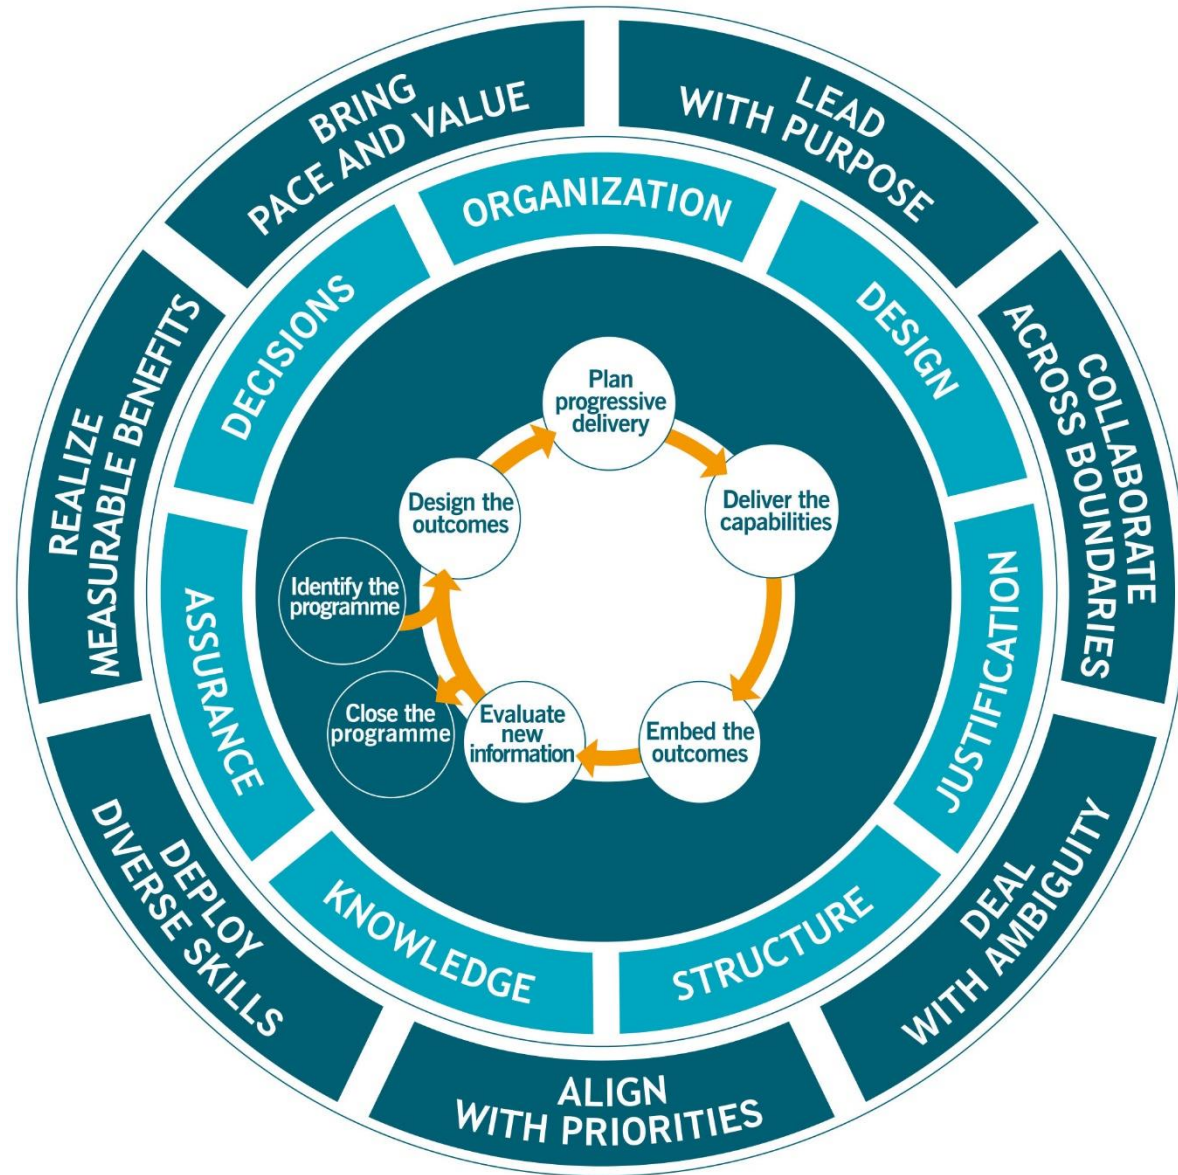 BRING
PACE AND VALUE
LEAD
WITH PURPOSE
COLLABORATE
ACROSS BOUNDARIES
DEAL
WITH AMBIGUITY
ALIGN
WITH PRIORITIES
DEPLOY
DIVERSE SKILLS
REALIZE
MEASURABLE BENEFITS
ORGANIZATION
DESIGN
JUSTIFICATION
STRUCTURE
KNOWLEDGE
ASSURANCE
DECISIONS
Plan
progressive
delivery
Deliver the
capabilities
Embed the
outcomes
Evaluate
new
information
Close the
programme
Identify the
programme
Design the
outcomes